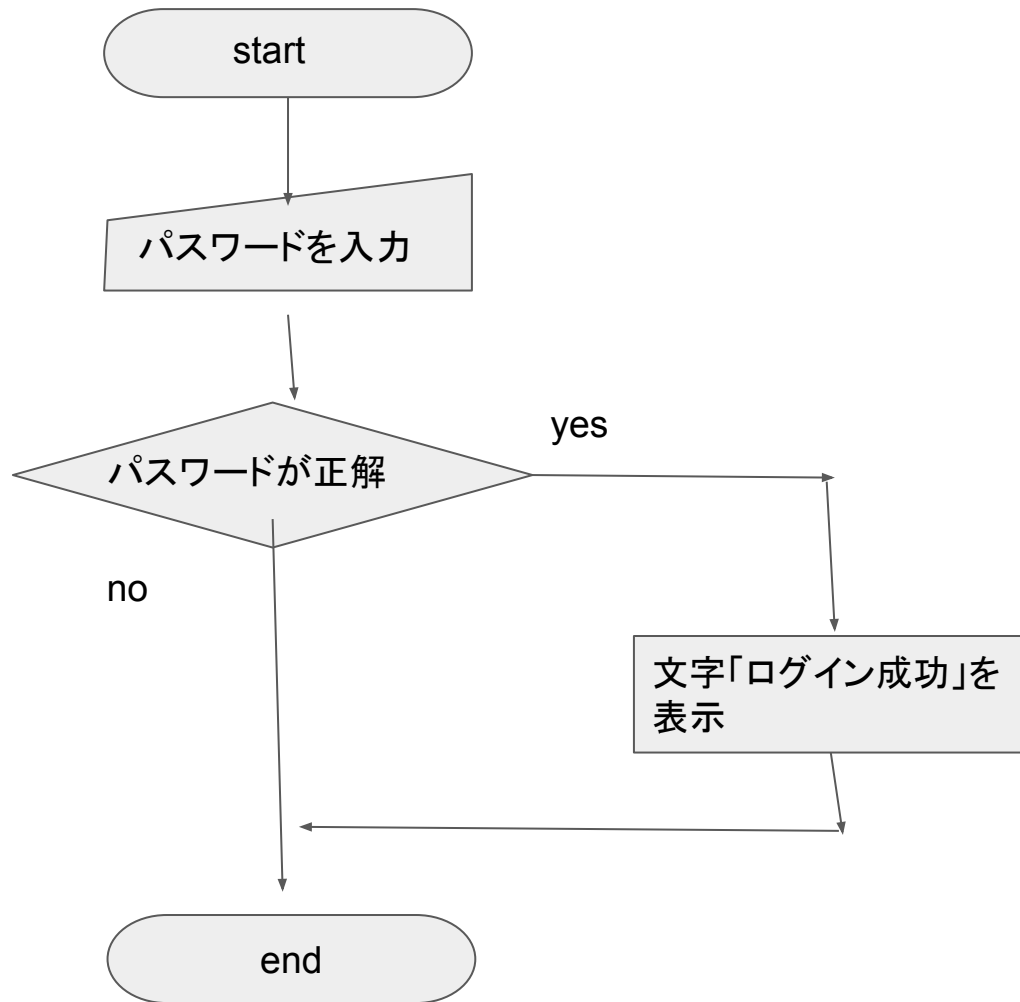 start
パスワードを入力
パスワードが正解
yes
no
文字「ログイン成功」を
表示
end